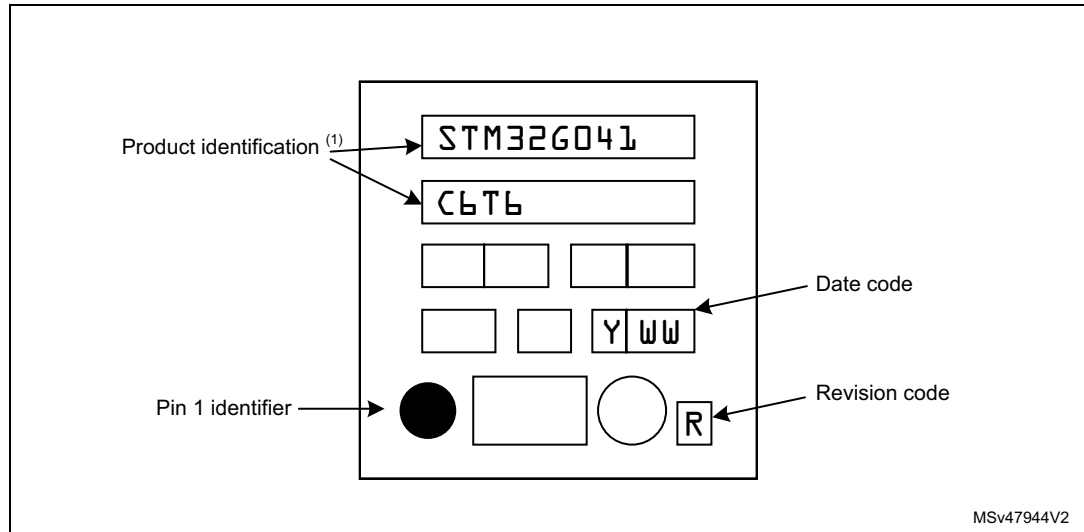 STM32G041
Product identification (1)
C6T6
Date code
Y WW
Pin 1 identifier
Revision code
R
MSv47944V2